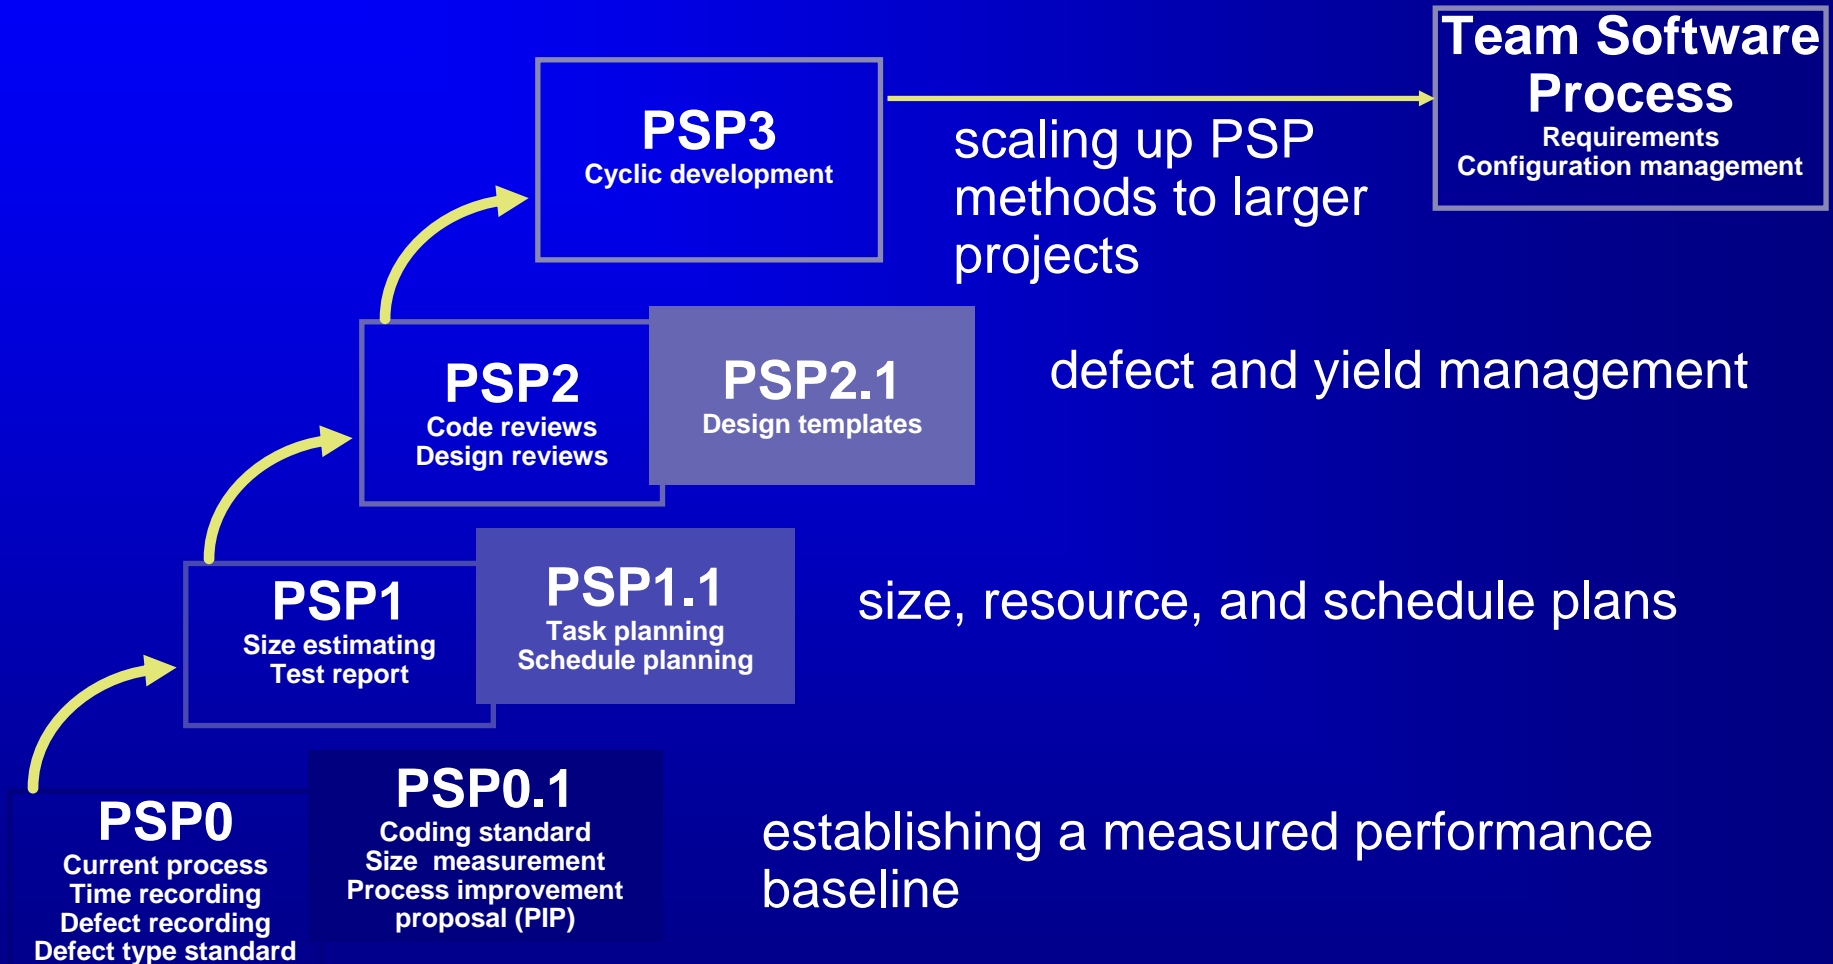 Team Software
Process
Requirements
Configuration management
PSP3
Cyclic development
scaling up PSP
methods to larger
projects
PSP2
Code reviews
Design reviews
PSP2.1
Design templates
defect and yield management
PSP1
Size estimating
Test report
PSP1.1
Task planning
Schedule planning
size, resource, and schedule plans
PSP0
Current process
Time recording
Defect recording
Defect type standard
PSP0.1
Coding standard
Size  measurement
Process improvement
proposal (PIP)
establishing a measured performance
baseline